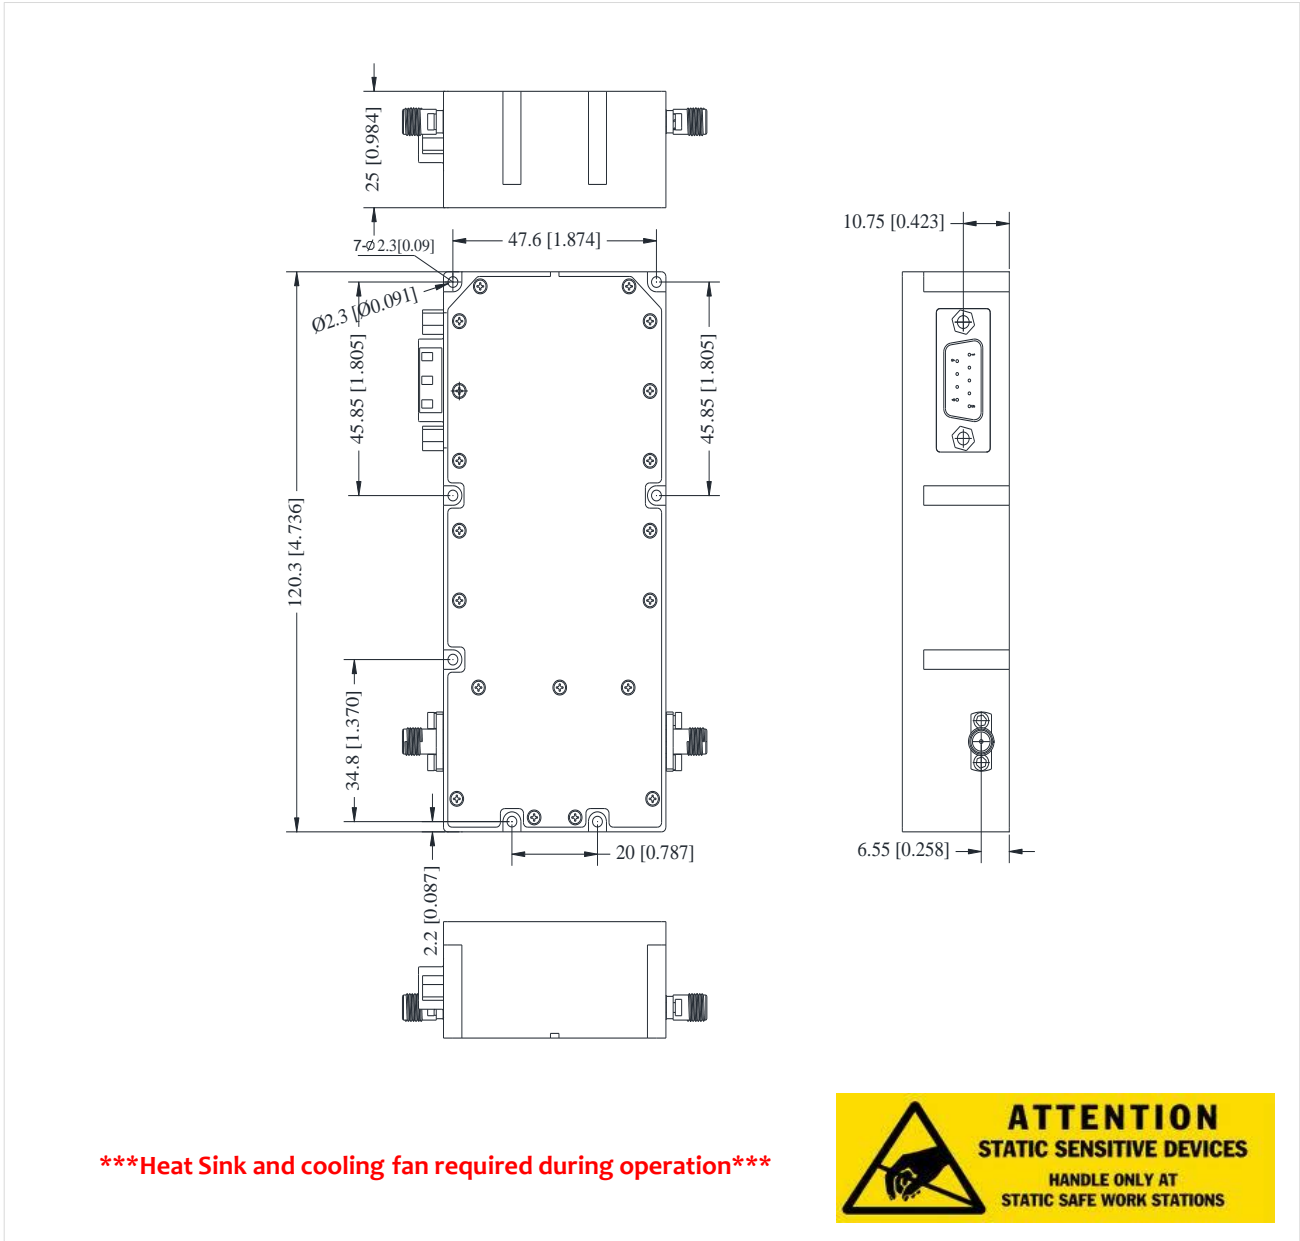 25 [0.984]
10.75 [0.423]
7-Ø2.3[0.09]
47.6 [1.874]
Ø2.3 [Ø0.091]
45.85 [1.805]
45.85 [1.805]
120.3 [4.736]
34.8 [1.370]
20 [0.787]
6.55 [0.258]
2.2 [0.087]
ATTENTION
STATIC SENSITIVE DEVICES
HANDLE ONLY AT
STATIC SAFE WORK STATIONS
***Heat Sink and cooling fan required during operation***